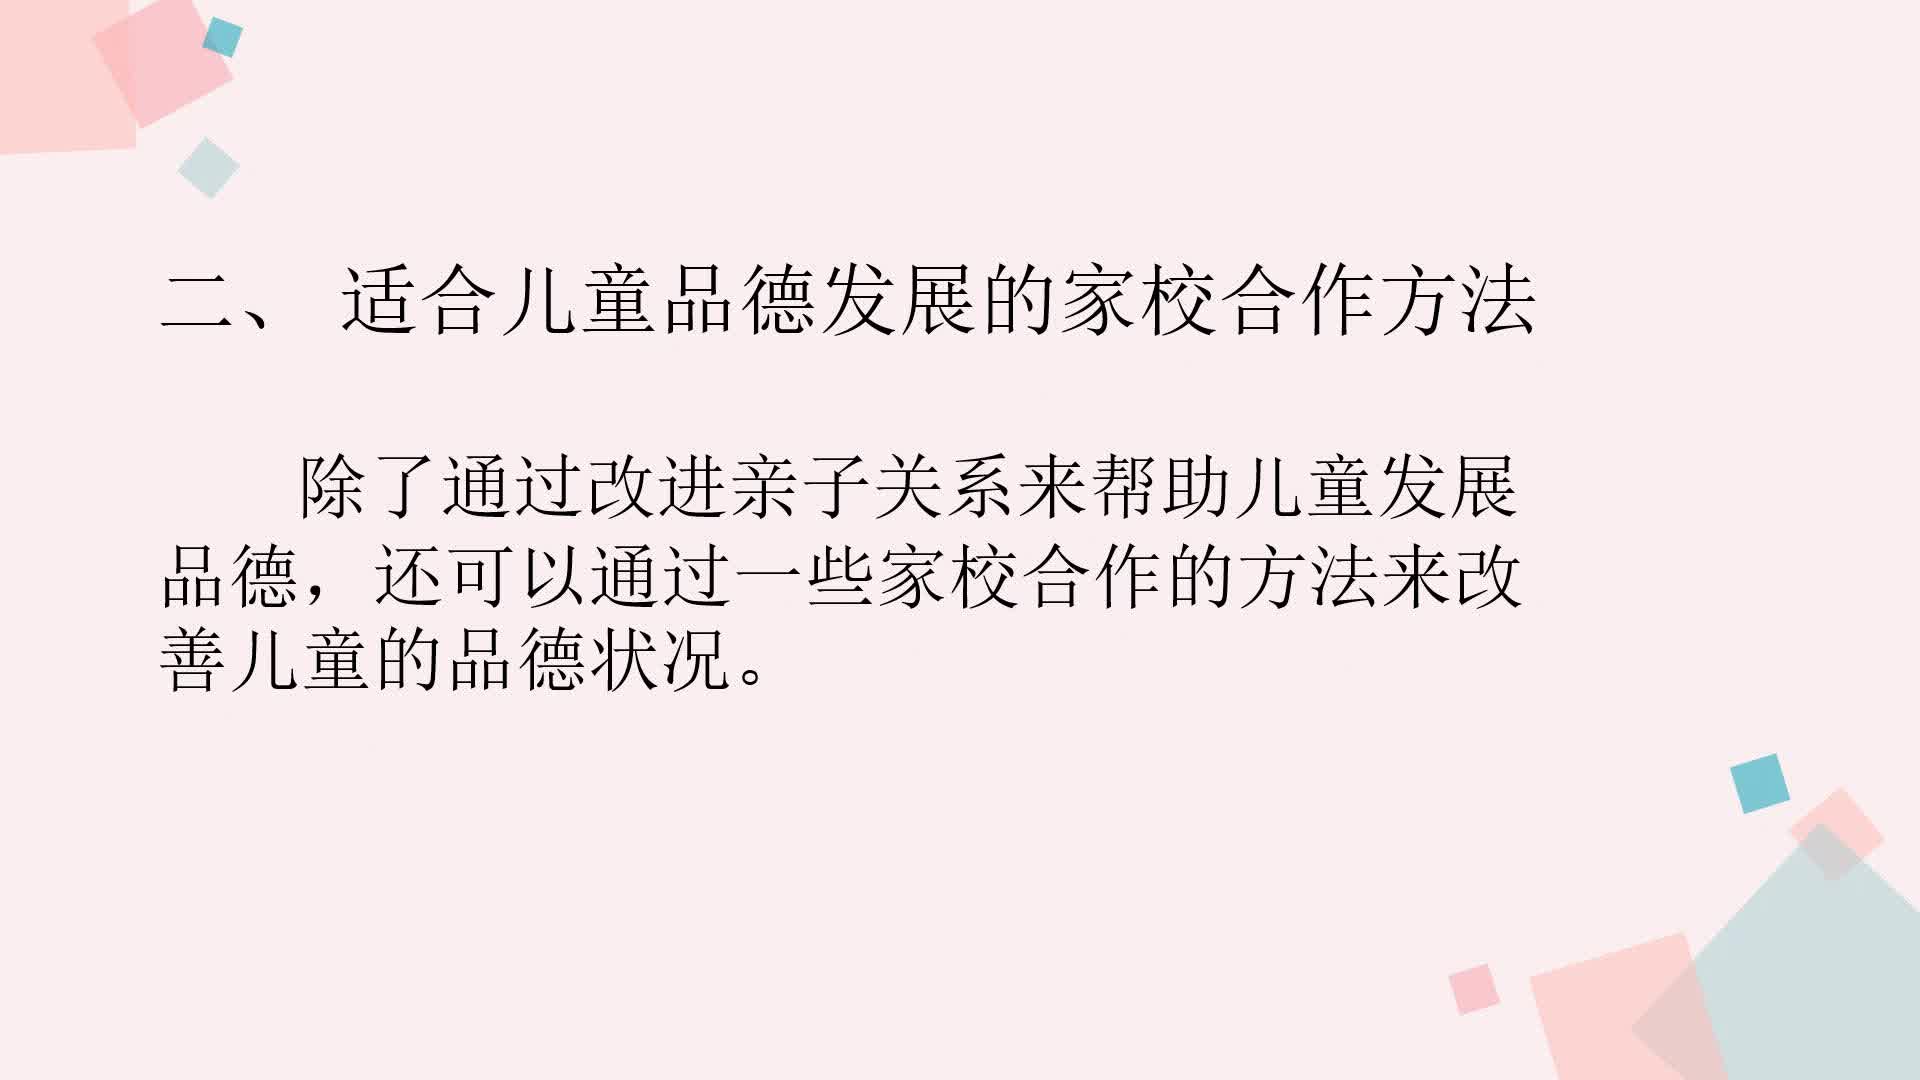 二、 适合儿童品德发展的家校合作方法
除了通过改进亲子关系来帮助儿童发展
品德，还可以通过一些家校合作的方法来改
善儿童的品德状况。